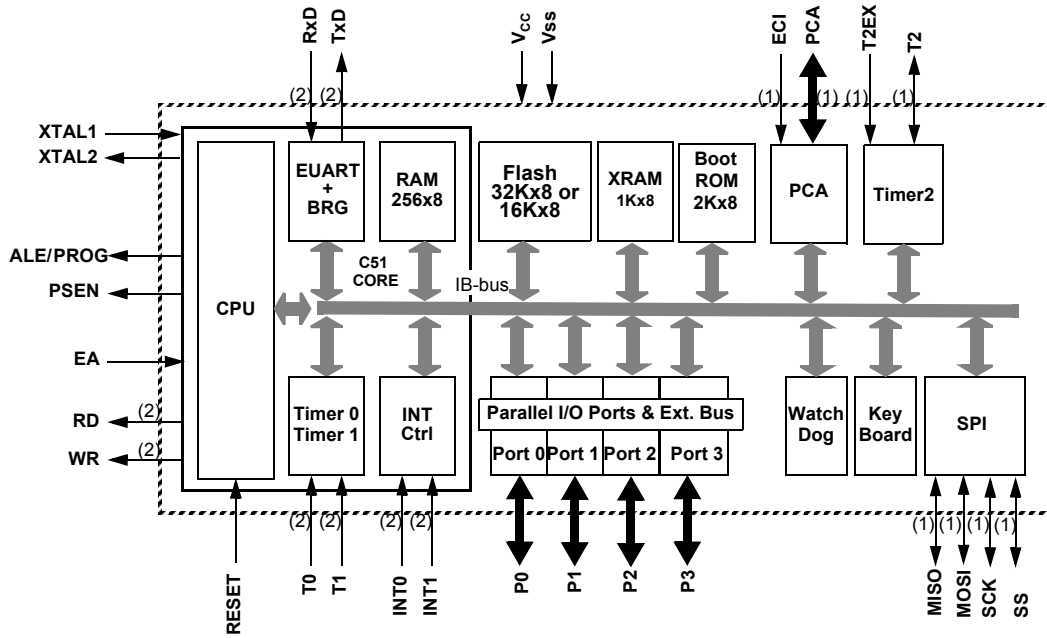 RxD
TxD
VCC
Vss
ECI
PCA
T2EX
T2
(2)
(2)
(1)
(1)
(1)
(1)
XTAL1
XTAL2
ALE/PROG
PSEN
EA
RD
(2)
WR
(2)
CPU
EUART
+
BRG
RAM
256x8
C51
CORE
IB-bus
Flash
32Kx8 or
16Kx8
XRAM
1Kx8
Boot
ROM
2Kx8
PCA
Timer2
Timer 0
Timer 1
INT
Ctrl
Parallel I/O Ports & Ext. Bus
Port 0
Port 1
Port 2
Port 3
Watch
Dog
Key
Board
SPI
(2)
(2)
(2)
(2)
(1)
(1)
(1)
(1)
RESET
T0
T1
INT0
INT1
P0
P1
P2
P3
MISO
MOSI
SCK
SS